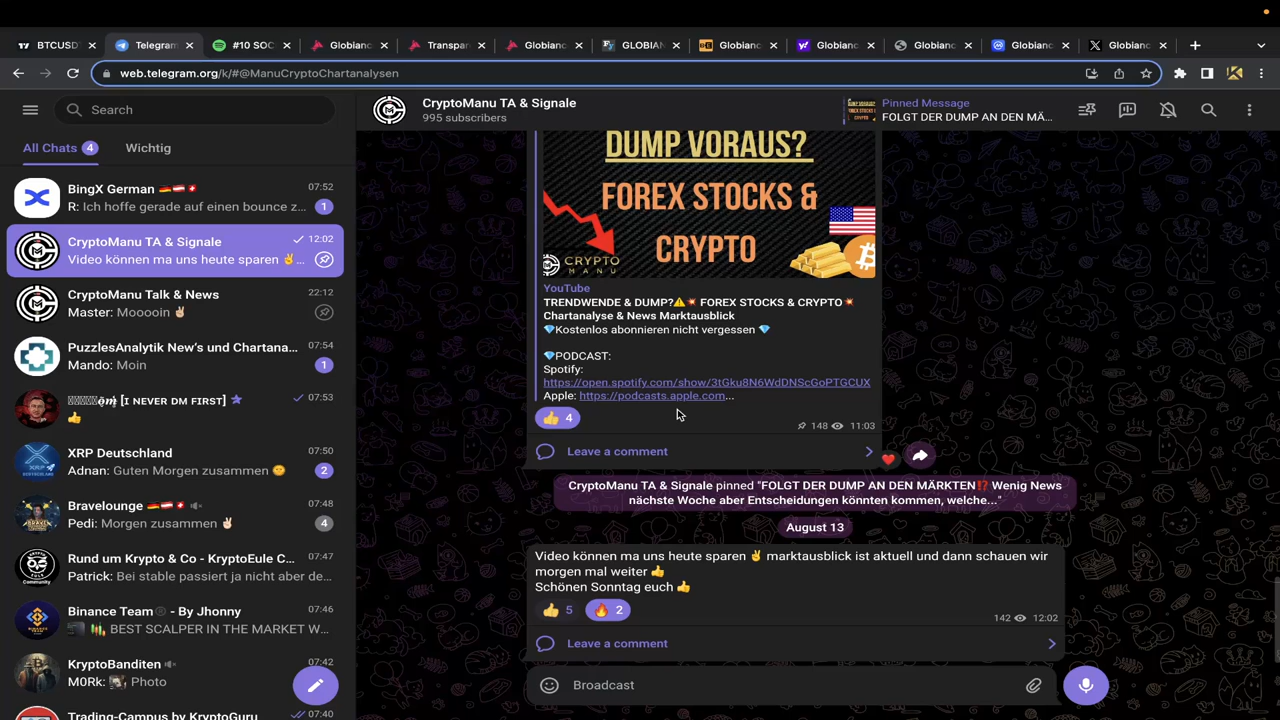 BTCUSD
Telegram
#10 SOC
Globianc
Transpar
Globianc
GLOBIAN
Globianc
Globianc
Globianc
Globianc
Globianc
web.telegram.org/k/#@ManuCryptoChartanalysen
Search
CryptoManu TA & Signale
995 subscribers
Pinned Message
FOLGT DER DUMP AN DEN MÄ...
All Chats 4
Wichtig
BingX German 07:52
R: Ich hoffe gerade auf einen bounce z... 1
CryptoManu TA & Signale 12:02
Video können ma uns heute sparen ✌️...
CryptoManu Talk & News 22:12
Master: Mooooin ✌🏻
PuzzlesAnalytik New's und Chartana... 07:54
Mando: Moin 1
[I NEVER DM FIRST] 07:53
👍
XRP Deutschland 07:50
Adnan: Guten Morgen zusammen 2
Bravelounge 07:48
Pedi: Morgen zusammen ✌🏻 4
Rund um Krypto & Co - KryptoEule C... 07:47
Patrick: Bei stable passiert ja nicht aber de...
Binance Team - By Jhonny 07:46
BEST SCALPER IN THE MARKET W...
KryptoBanditen 07:42
M0Rk: Photo
Trading-Campus by KryptoGuru 07:40
DUMP VORAUS?
FOREX STOCKS &
CRYPTO
CRYPTO
MANU
YouTube
TRENDWENDE & DUMP?⚠️💥 FOREX STOCKS & CRYPTO💥
Chartanalyse & News Marktausblick
💎Kostenlos abonnieren nicht vergessen 💎
💎PODCAST:
Spotify:
https://open.spotify.com/show/3tGku8N6WdDNScGoPTGCUX
Apple: https://podcasts.apple.com...
👍 4
148 11:03
Leave a comment
CryptoManu TA & Signale pinned "FOLGT DER DUMP AN DEN MÄRKTEN⁉️ Wenig News
nächste Woche aber Entscheidungen könnten kommen, welche..."
August 13
Video können ma uns heute sparen ✌️ marktausblick ist aktuell und dann schauen wir
morgen mal weiter 👍
Schönen Sonntag euch 👍
👍 5 🔥 2
142 12:02
Leave a comment
Broadcast